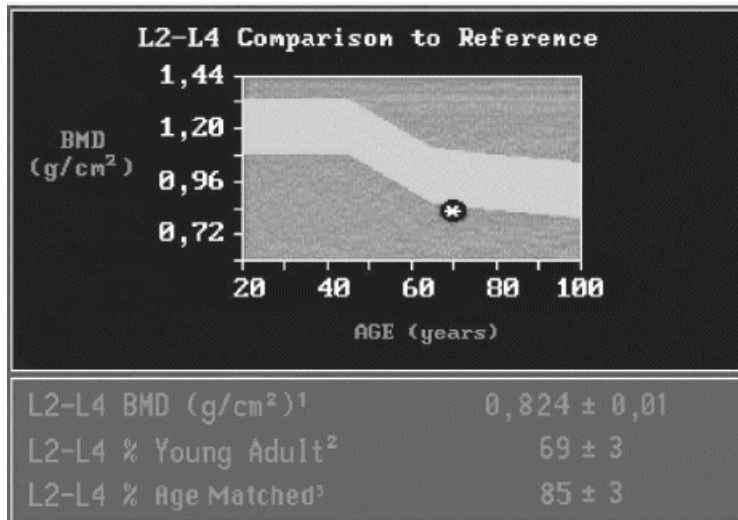 L2-L4 Comparison to Reference
1,44
BMD 1,20
(g/cm²)
0,96
0,72
20 40 60 80 100
AGE (years)
L2-L4 BMD (g/cm²)¹ 0,824 ± 0,01
L2-L4 % Young Adult² 69 ± 3
L2-L4 % Age Matched³ 85 ± 3